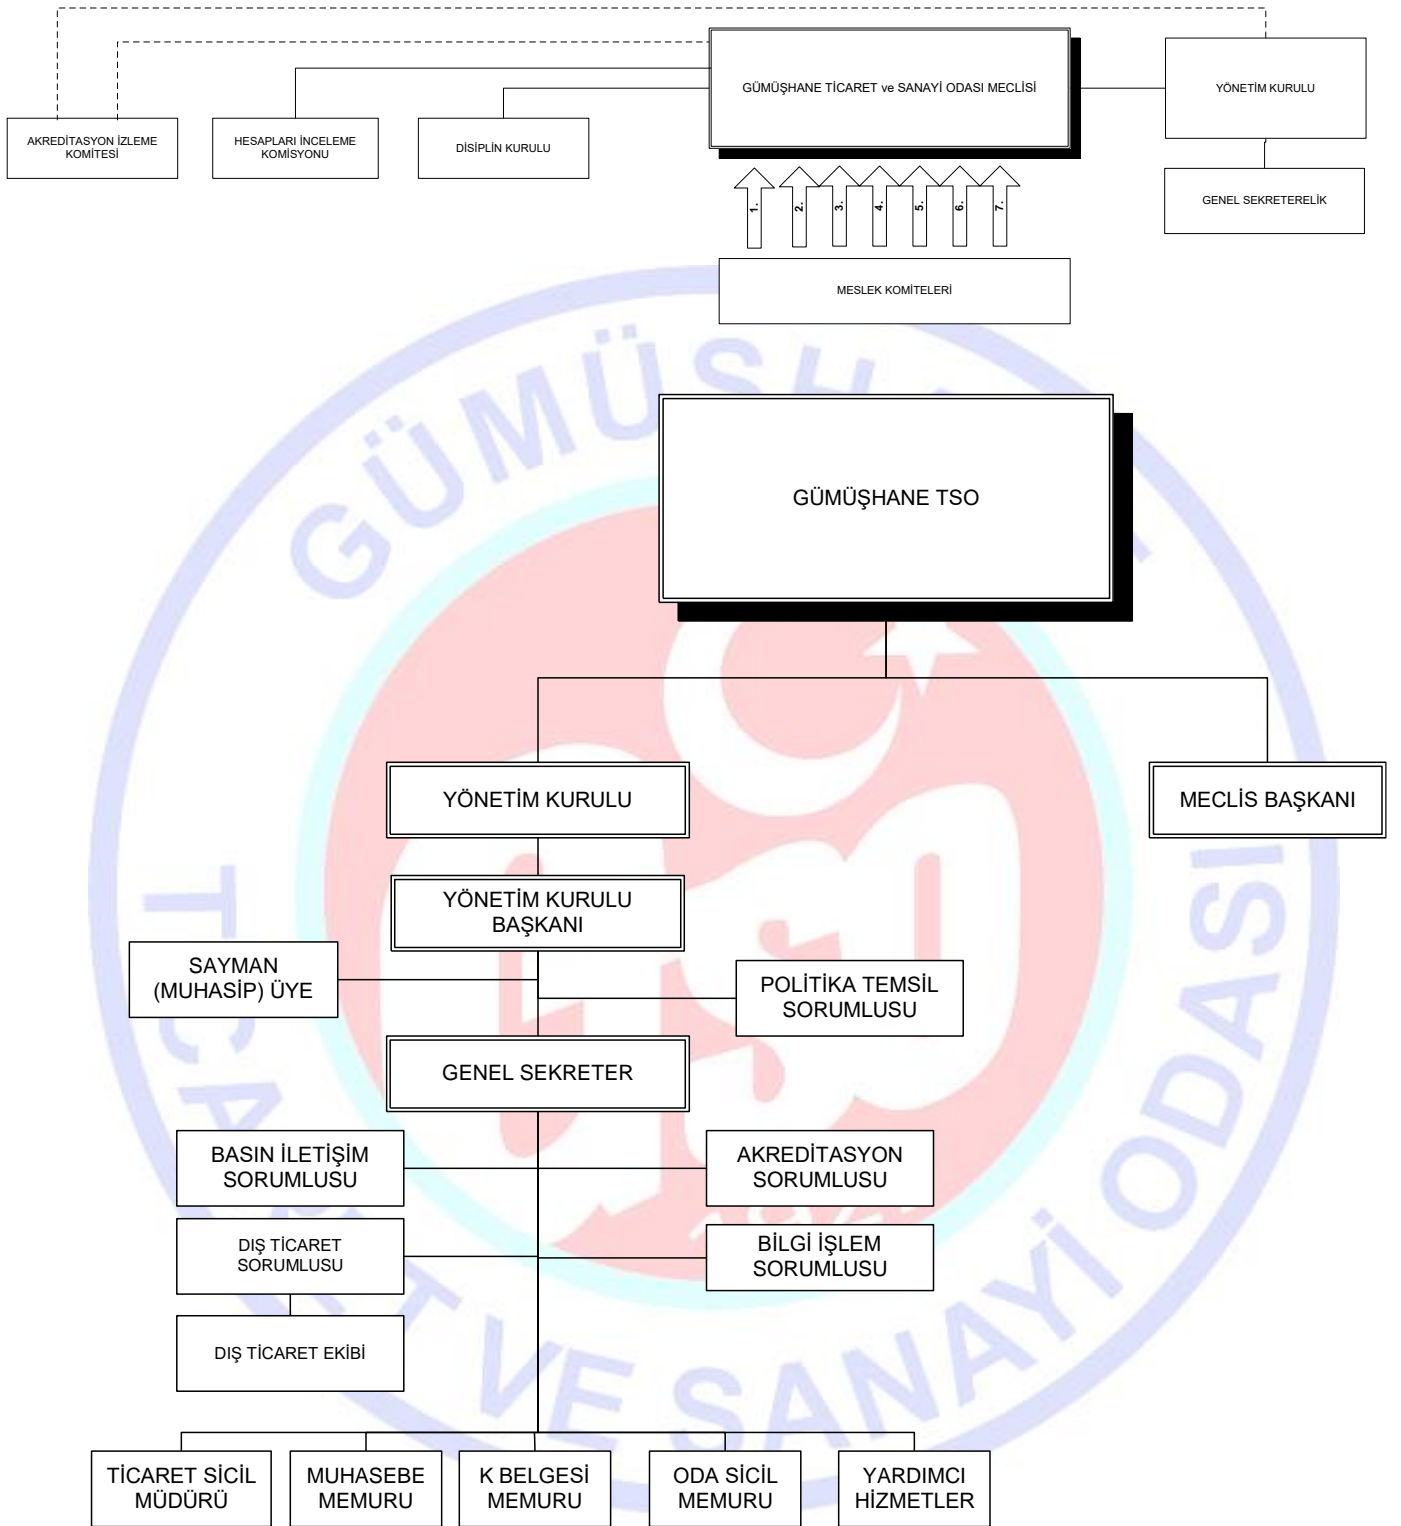 GÜMÜŞHANE TİCARET ve SANAYİ ODASI MECLİSİ
YÖNETİM KURULU
AKREDİTASYON İZLEME
KOMİTESİ
HESAPLARI İNCELEME
KOMİSYONU
DİSİPLİN KURULU
GENEL SEKRETERELİK
1.
2.
3.
4.
5.
6.
7.
MESLEK KOMİTELERİ
GÜMÜŞHANE TSO
YÖNETİM KURULU
MECLİS BAŞKANI
YÖNETİM KURULU
BAŞKANI
SAYMAN
(MUHASİP) ÜYE
POLİTİKA TEMSİL
SORUMLUSU
GENEL SEKRETER
BASIN İLETİŞİM
SORUMLUSU
AKREDİTASYON
SORUMLUSU
DIŞ TİCARET
SORUMLUSU
BİLGİ İŞLEM
SORUMLUSU
DIŞ TİCARET EKİBİ
TİCARET SİCİL
MÜDÜRÜ
MUHASEBE
MEMURU
K BELGESİ
MEMURU
ODA SİCİL
MEMURU
YARDIMCI
HİZMETLER
VE SANAYİ ODASI